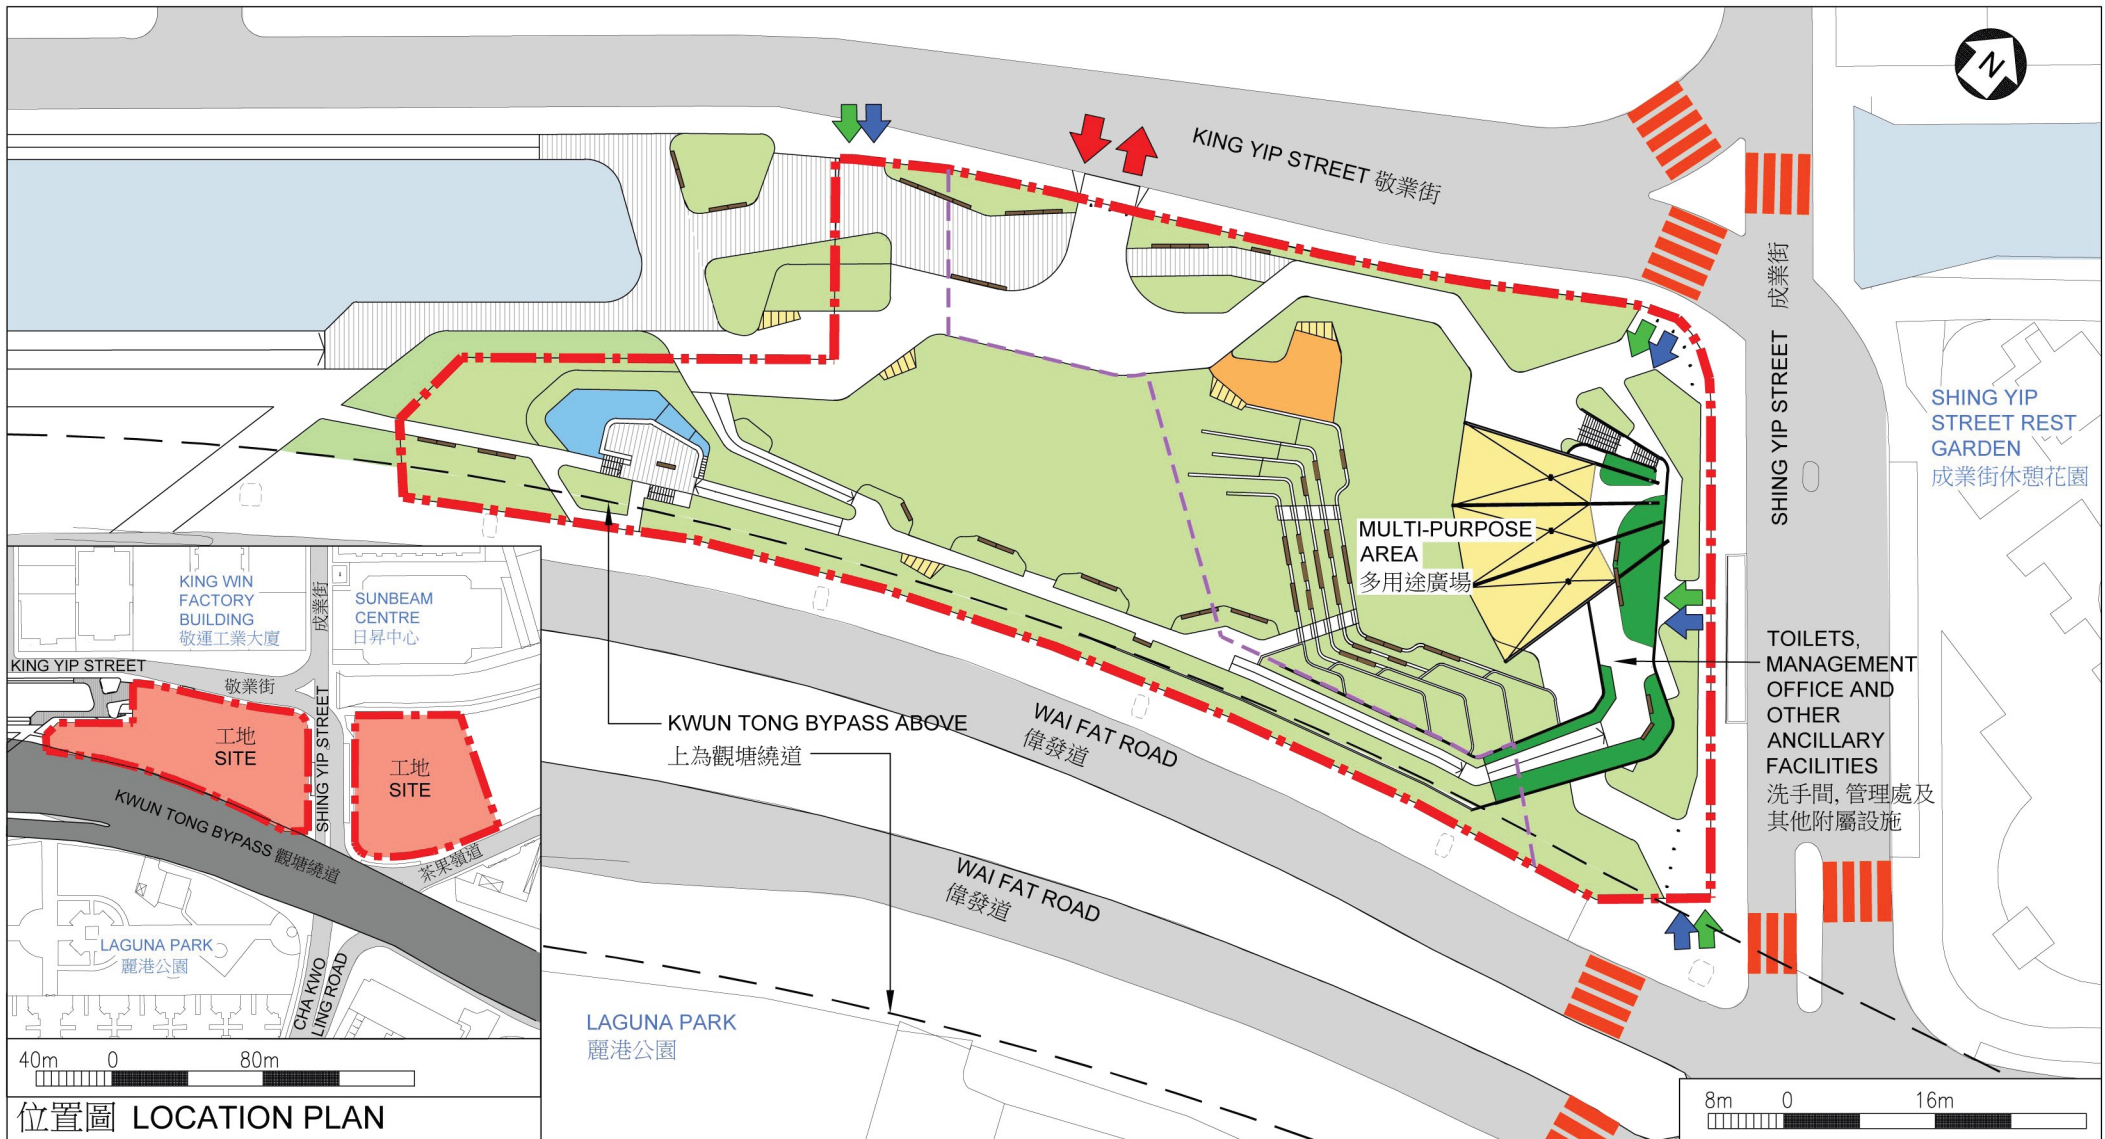 N
KING YIP STREET 敬業街
成業街
SHING YIP STREET
SHING YIP
STREET REST
GARDEN
成業街休憩花園
MULTI-PURPOSE
AREA
多用途廣場
TOILETS,
MANAGEMENT
OFFICE AND
OTHER
ANCILLARY
FACILITIES
洗手間, 管理處及
其他附屬設施
KWUN TONG BYPASS ABOVE
上為觀塘繞道
WAI FAT ROAD
偉發道
WAI FAT ROAD
偉發道
LAGUNA PARK
麗港公園
8m 0 16m
KING WIN
FACTORY
BUILDING
敬運工業大廈
成業街
SUNBEAM
CENTRE
日昇中心
KING YIP STREET
敬業街
工地
SITE
SHING YIP STREET
工地
SITE
KWUN TONG BYPASS 觀塘繞道
茶果嶺道
LAGUNA PARK
麗港公園
CHA KWO
LING ROAD
40m 0 80m
位置圖 LOCATION PLAN